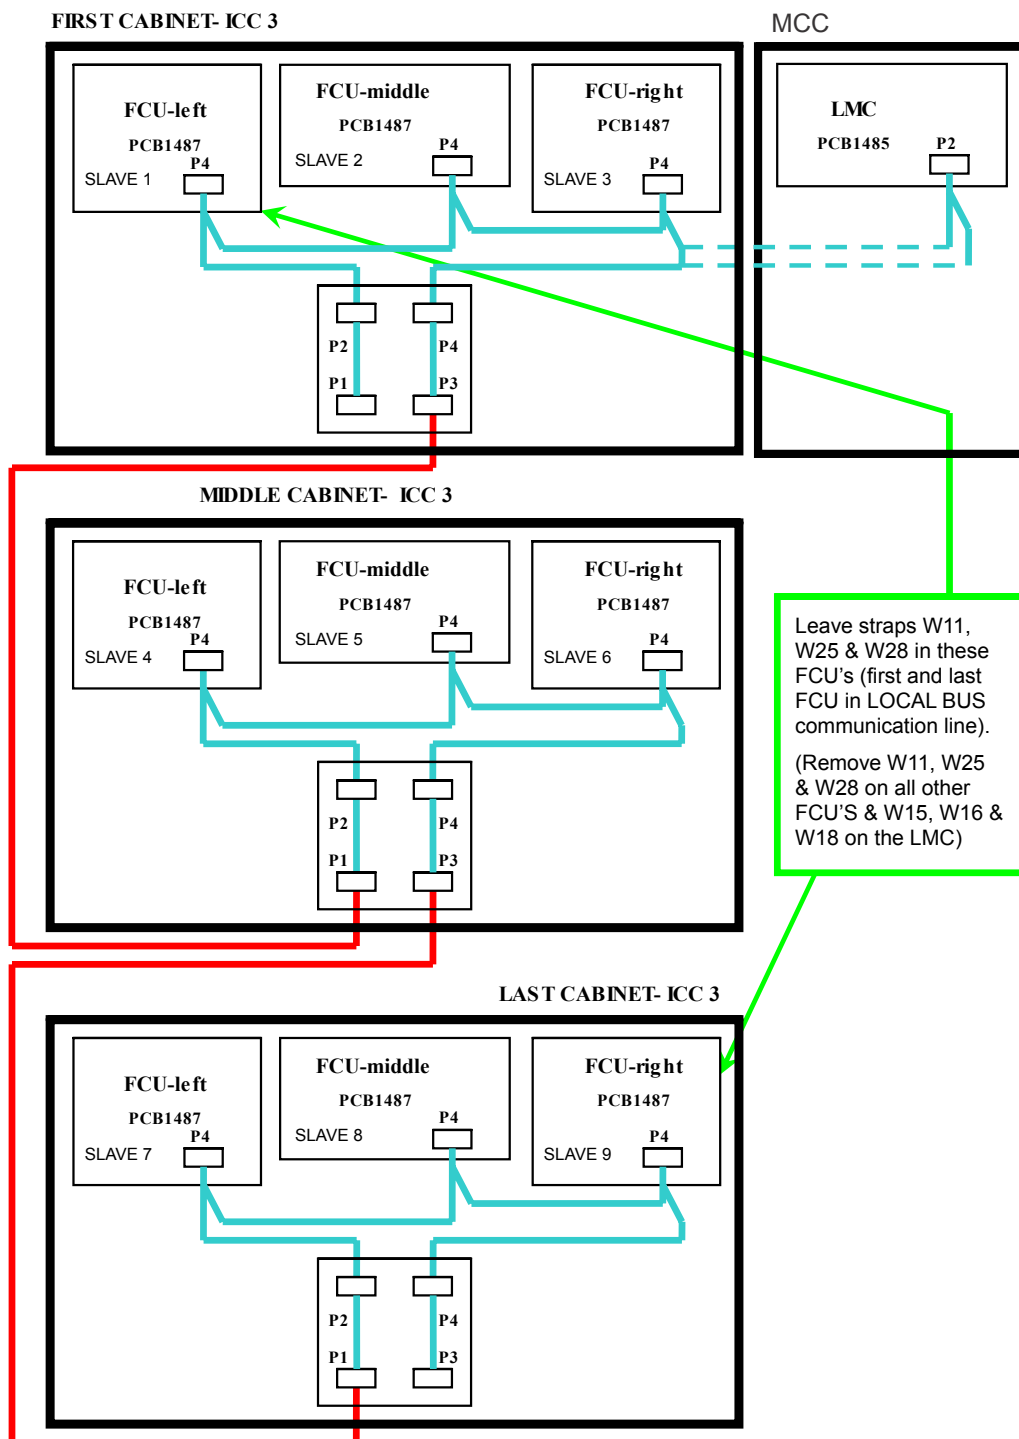 FIRST CABINET- ICC 3
MCC
FCU-left
PCB1487
P4
SLAVE 1
FCU-middle
PCB1487
P4
SLAVE 2
FCU-right
PCB1487
P4
SLAVE 3
LMC
PCB1485
P2
P2
P4
P1
P3
MIDDLE CABINET- ICC 3
FCU-left
PCB1487
P4
SLAVE 4
FCU-middle
PCB1487
P4
SLAVE 5
FCU-right
PCB1487
P4
SLAVE 6
P2
P4
P1
P3
Leave straps W11,
W25 & W28 in these
FCU's (first and last
FCU in LOCAL BUS
communication line).
(Remove W11, W25
& W28 on all other
FCU'S & W15, W16 &
W18 on the LMC)
LAST CABINET- ICC 3
FCU-left
PCB1487
P4
SLAVE 7
FCU-middle
PCB1487
P4
SLAVE 8
FCU-right
PCB1487
P4
SLAVE 9
P2
P4
P1
P3